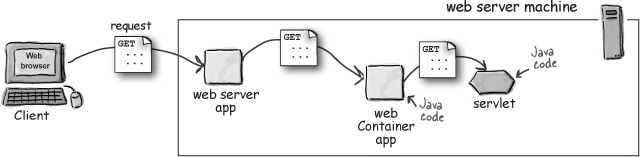 web server machine
request
GET
. . .
. . .
Web
browser
Client
web server
app
GET
. . .
. . .
web
Container
app
Java
code
GET
. . .
. . .
servlet
Java
code